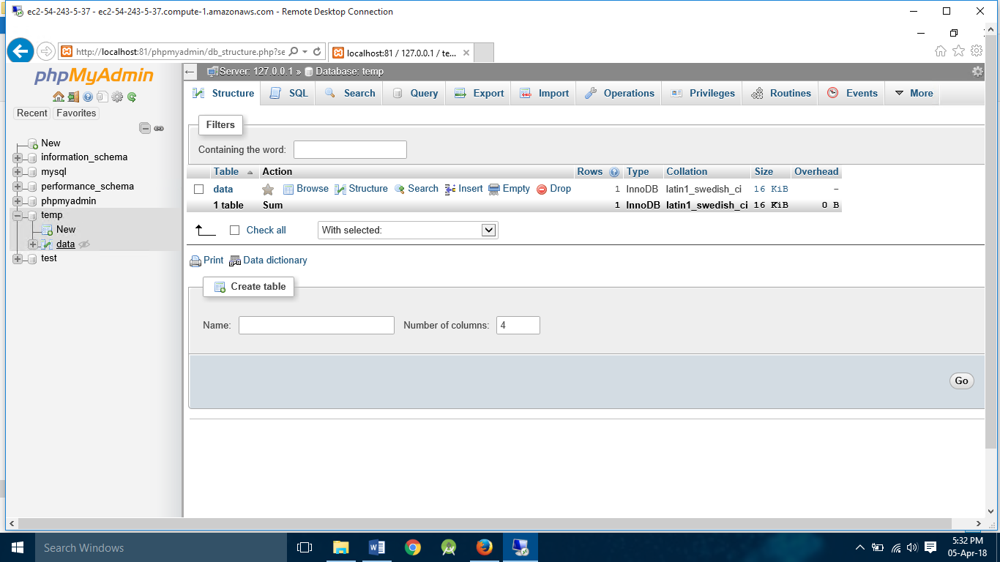 ec2-54-243-5-37 - ec2-54-243-5-37.compute-1.amazonaws.com - Remote Desktop Connection
http://localhost:81/phpmyadmin/db_structure.php?se
localhost:81 / 127.0.0.1 / te...
phpMyAdmin
Recent Favorites
New
information_schema
mysql
performance_schema
phpmyadmin
temp
New
data
test
Server: 127.0.0.1 » Database: temp
Structure SQL Search Query Export Import Operations Privileges Routines Events More
Filters
Containing the word:
Table Action Rows Type Collation Size Overhead
data Browse Structure Search Insert Empty Drop 1 InnoDB latin1_swedish_ci 16 KiB -
1 table Sum 1 InnoDB latin1_swedish_ci 16 KiB 0 B
Check all With selected:
Print Data dictionary
Create table
Name: Number of columns: 4
Go
Search Windows
5:32 PM
05-Apr-18